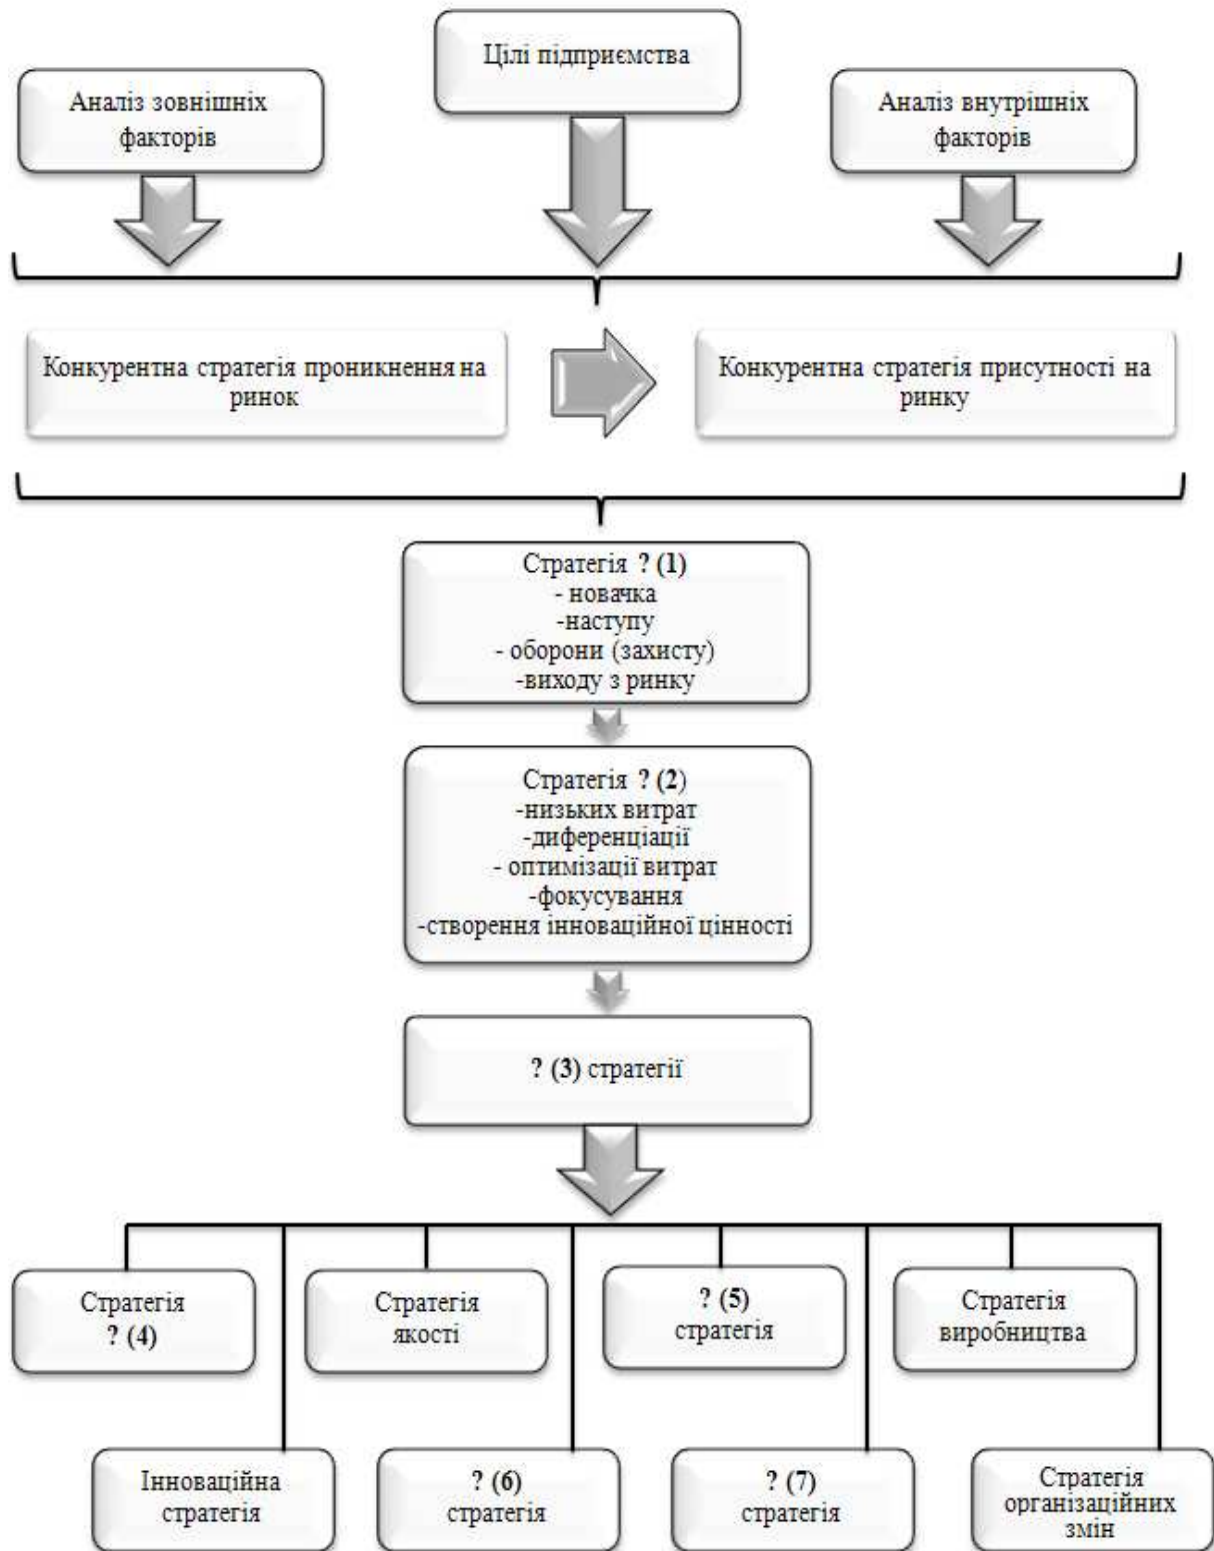 Цілі підприємства
Аналіз зовнішніх
факторів
Аналіз внутрішніх
факторів
Конкурентна стратегія проникнення на
ринок
Конкурентна стратегія присутності на
ринку
Стратегія ? (1)
- новачка
-наступу
- оборони (захисту)
-виходу з ринку
Стратегія ? (2)
-низьких витрат
-диференціації
- оптимізації витрат
-фокусування
-створення інноваційної цінності
? (3) стратегії
Стратегія
? (4)
Стратегія
якості
? (5)
стратегія
Стратегія
виробництва
Інноваційна
стратегія
? (6)
стратегія
? (7)
стратегія
Стратегія
організаційних
змін